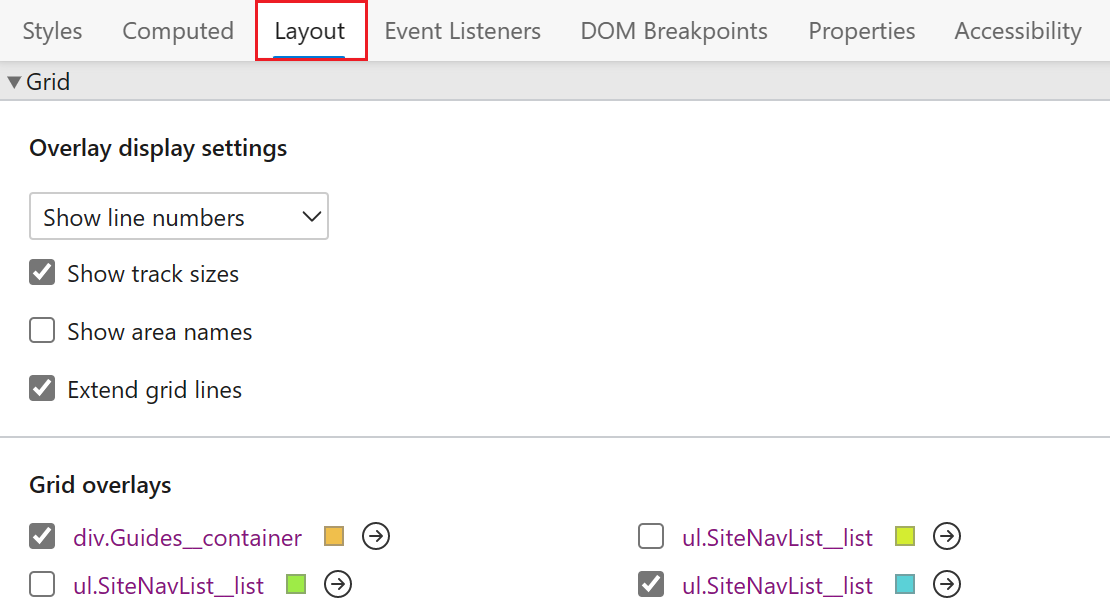 Styles Computed Layout Event Listeners DOM Breakpoints Properties Accessibility
Grid
Overlay display settings
Show line numbers
Show track sizes
Show area names
Extend grid lines
Grid overlays
div.Guides__container ul.SiteNavList__list
ul.SiteNavList__list ul.SiteNavList__list